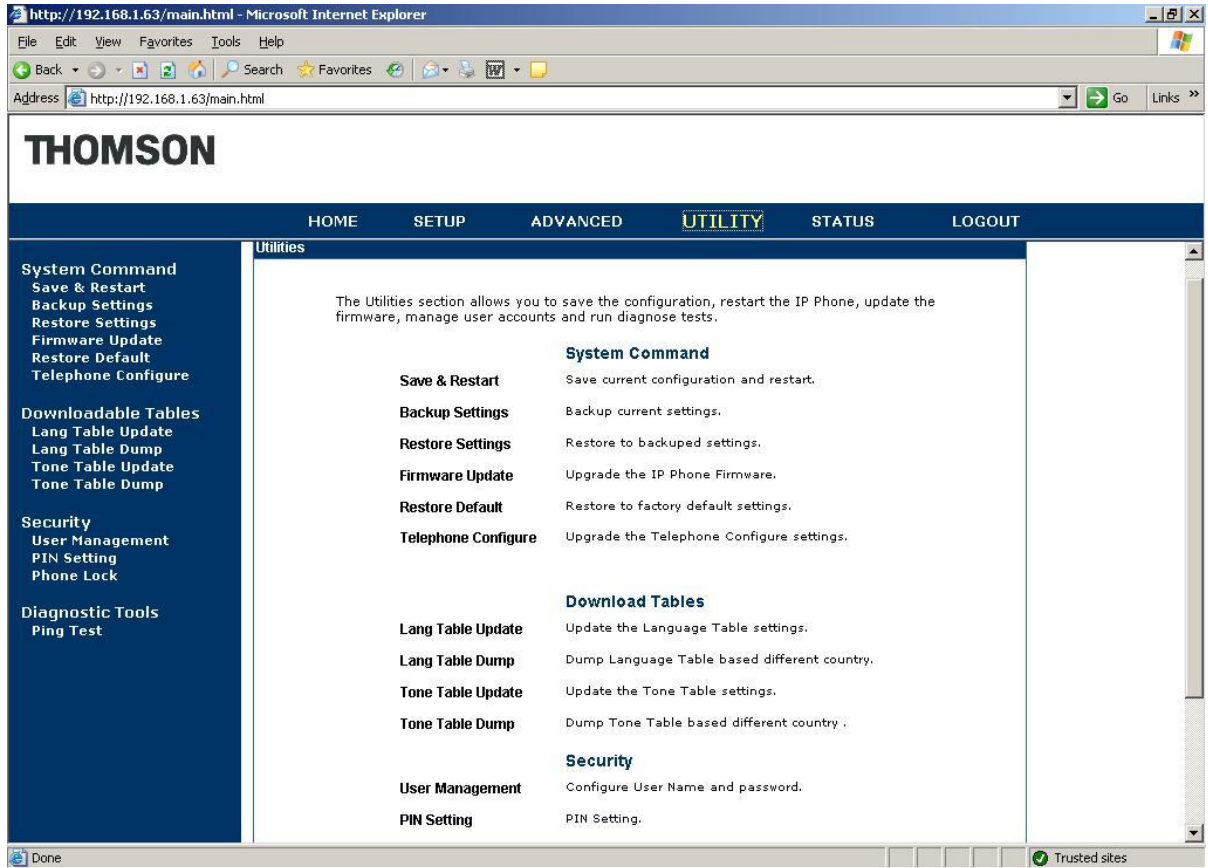 http://192.168.1.63/main.html - Microsoft Internet Explorer
File Edit View Favorites Tools Help
Back Search Favorites
Address http://192.168.1.63/main.html Go Links »
THOMSON
HOME SETUP ADVANCED UTILITY STATUS LOGOUT
System Command
Save & Restart
Backup Settings
Restore Settings
Firmware Update
Restore Default
Telephone Configure
Downloadable Tables
Lang Table Update
Lang Table Dump
Tone Table Update
Tone Table Dump
Security
User Management
PIN Setting
Phone Lock
Diagnostic Tools
Ping Test
Utilities
The Utilities section allows you to save the configuration, restart the IP Phone, update the
firmware, manage user accounts and run diagnose tests.
System Command
Save & Restart Save current configuration and restart.
Backup Settings Backup current settings.
Restore Settings Restore to backuped settings.
Firmware Update Upgrade the IP Phone Firmware.
Restore Default Restore to factory default settings.
Telephone Configure Upgrade the Telephone Configure settings.
Download Tables
Lang Table Update Update the Language Table settings.
Lang Table Dump Dump Language Table based different country.
Tone Table Update Update the Tone Table settings.
Tone Table Dump Dump Tone Table based different country .
Security
User Management Configure User Name and password.
PIN Setting PIN Setting.
Done Trusted sites